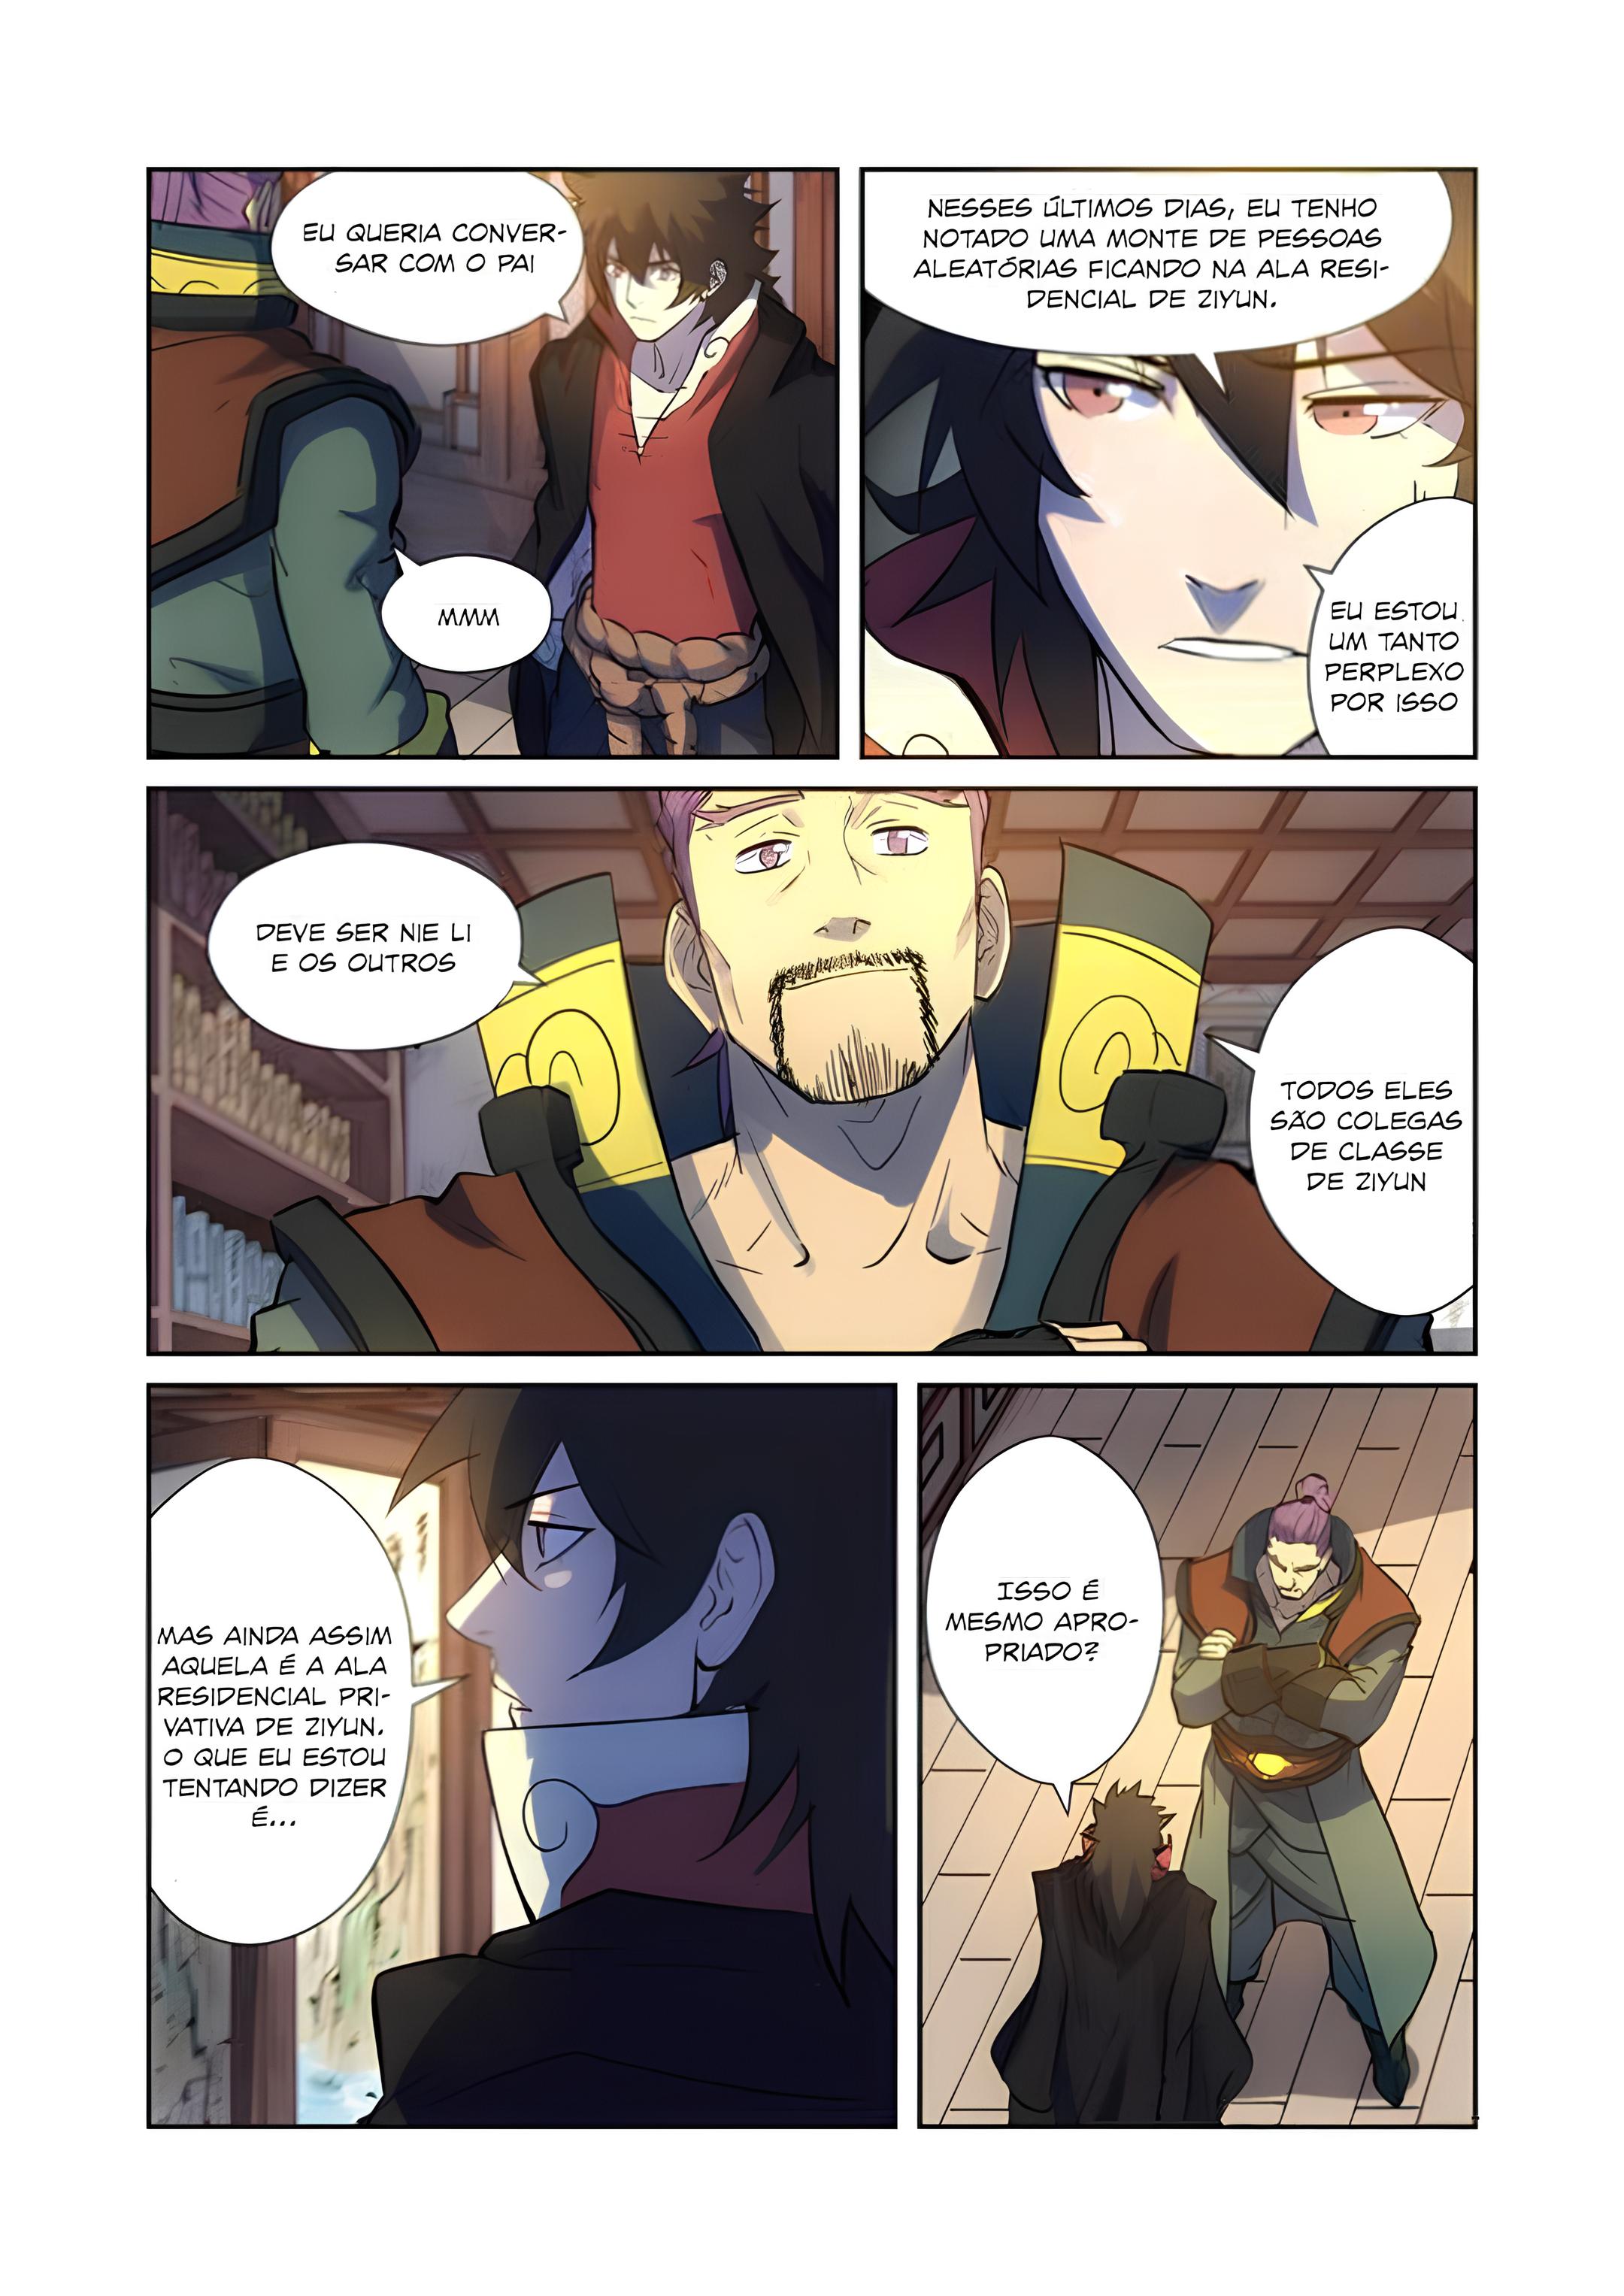 EU QUERIA CONVER-
SAR COM O PAI
MMM
NESSES ÚLTIMOS DIAS, EU TENHO
NOTADO UMA MONTE DE PESSOAS
ALEATÓRIAS FICANDO NA ALA RESI-
DENCIAL DE ZIYUN.
EU ESTOU
UM TANTO
PERPLEXO
POR ISSO
DEVE SER NIE LI
E OS OUTROS
TODOS ELES
SÃO COLEGAS
DE CLASSE
DE ZIYUN
MAS AINDA ASSIM
AQUELA É A ALA
RESIDENCIAL PRI-
VATIVA DE ZIYUN.
O QUE EU ESTOU
TENTANDO DIZER
É...
ISSO É
MESMO APRO-
PRIADO?